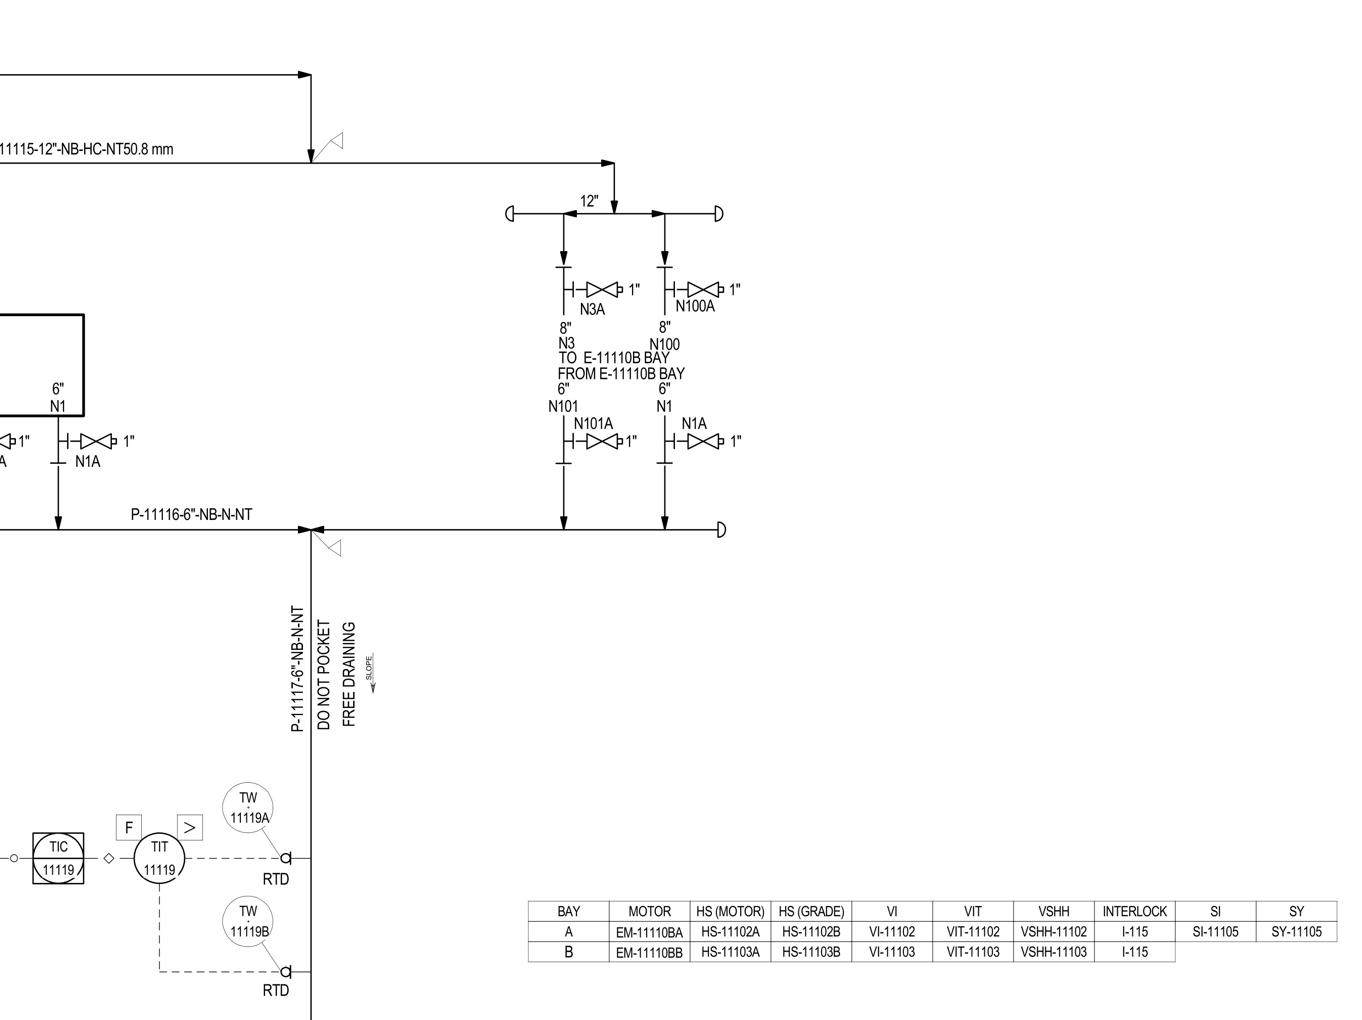 11115-12"-NB-HC-NT50.8 mm
12"
1"
1"
N3A
N100A
8"
8"
N3
N100
TO E-11110B BAY
FROM E-11110B BAY
6"
6"
6"
N1
N101
N1
N101A
N1A
1"
1"
1"
1"
A
N1A
P-11116-6"-NB-N-NT
P-11117-6"-NB-N-NT
DO NOT POCKET
FREE DRAINING
SLOPE
TW
11119A
F
>
TIC
11119
TIT
11119
RTD
TW
11119B
RTD
BAY MOTOR HS (MOTOR) HS (GRADE) VI VIT VSHH INTERLOCK SI SY
A EM-11110BA HS-11102A HS-11102B VI-11102 VIT-11102 VSHH-11102 I-115 SI-11105 SY-11105
B EM-11110BB HS-11103A HS-11103B VI-11103 VIT-11103 VSHH-11103 I-115